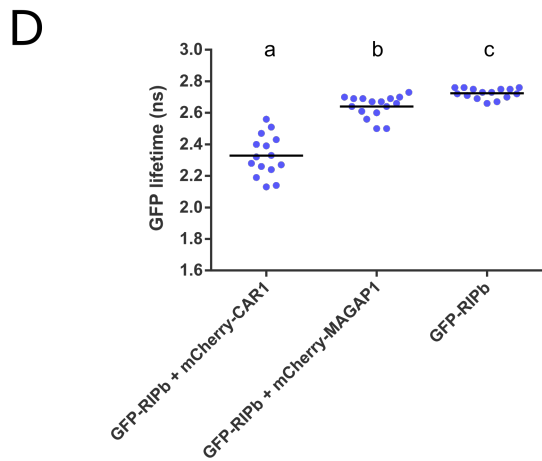 D
a b c
GFP lifetime (ns)
3.0
2.8
2.6
2.4
2.2
2.0
1.8
1.6
GFP-RIPb + mCherry-CAR1
GFP-RIPb + mCherry-MAGAP1
GFP-RIPb